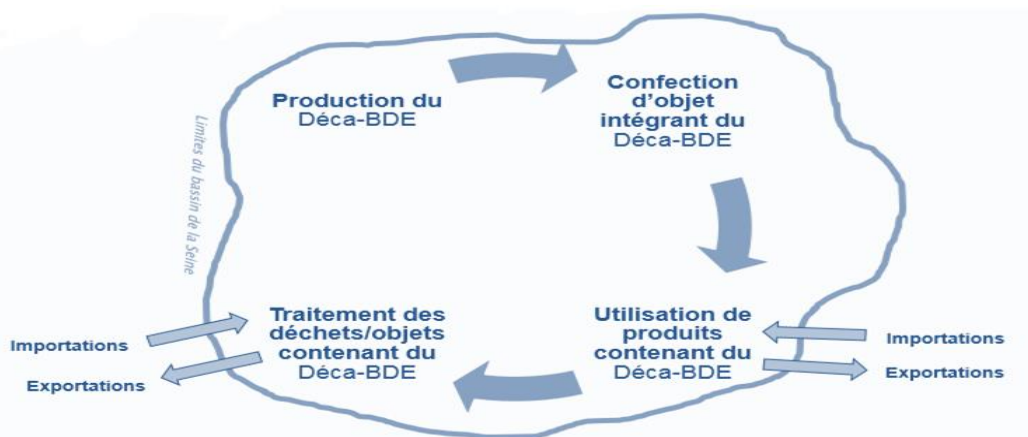 Production du
Déca-BDE
Confection
d'objet
intégrant du
Déca-BDE
Limites du bassin de la Seine
Traitement des
déchets/objets
contenant du
Déca-BDE
Utilisation de
produits
contenant du
Déca-BDE
Importations
Exportations
Importations
Exportations